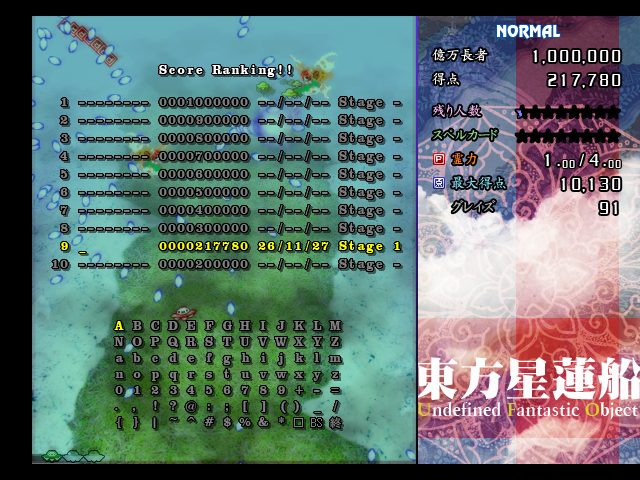 Score Ranking!!
1 -------- 0001000000 --/--/-- Stage -
2 -------- 0000900000 --/--/-- Stage -
3 -------- 0000800000 --/--/-- Stage -
4 -------- 0000700000 --/--/-- Stage -
5 -------- 0000600000 --/--/-- Stage -
6 -------- 0000500000 --/--/-- Stage -
7 -------- 0000400000 --/--/-- Stage -
8 -------- 0000300000 --/--/-- Stage -
9 _ 0000217780 26/11/27 Stage 1
10 -------- 0000200000 --/--/-- Stage -
A B C D E F G H I J K L M
N O P Q R S T U V W X Y Z
a b c d e f g h i j k l m
n o p q r s t u v w x y z
0 1 2 3 4 5 6 7 8 9 + - =
. , ! ? @ : ; [ ] ( ) _ /
{ } | ~ ^ # $ % & * □ BS 終
NORMAL
億万長者 1,000,000
得点 217,780
残り人数 ★★★★★★★★
スペルカード ★★★★★★★★
P 霊力 1.00/4.00
点 最大得点 10,130
グレイズ 91
東方星蓮船
Undefined Fantastic Object